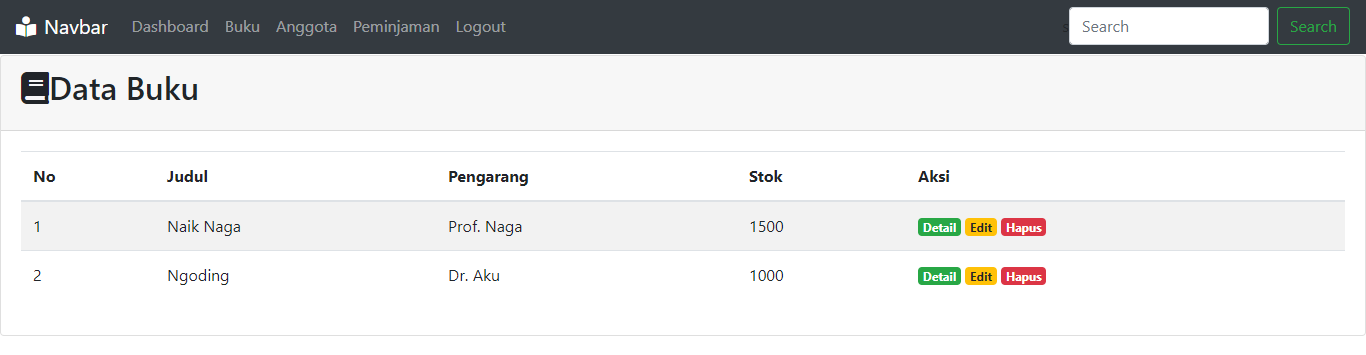 Navbar Dashboard Buku Anggota Peminjaman Logout s Search Search
Data Buku
No Judul Pengarang Stok Aksi
1 Naik Naga Prof. Naga 1500 Detail Edit Hapus
2 Ngoding Dr. Aku 1000 Detail Edit Hapus